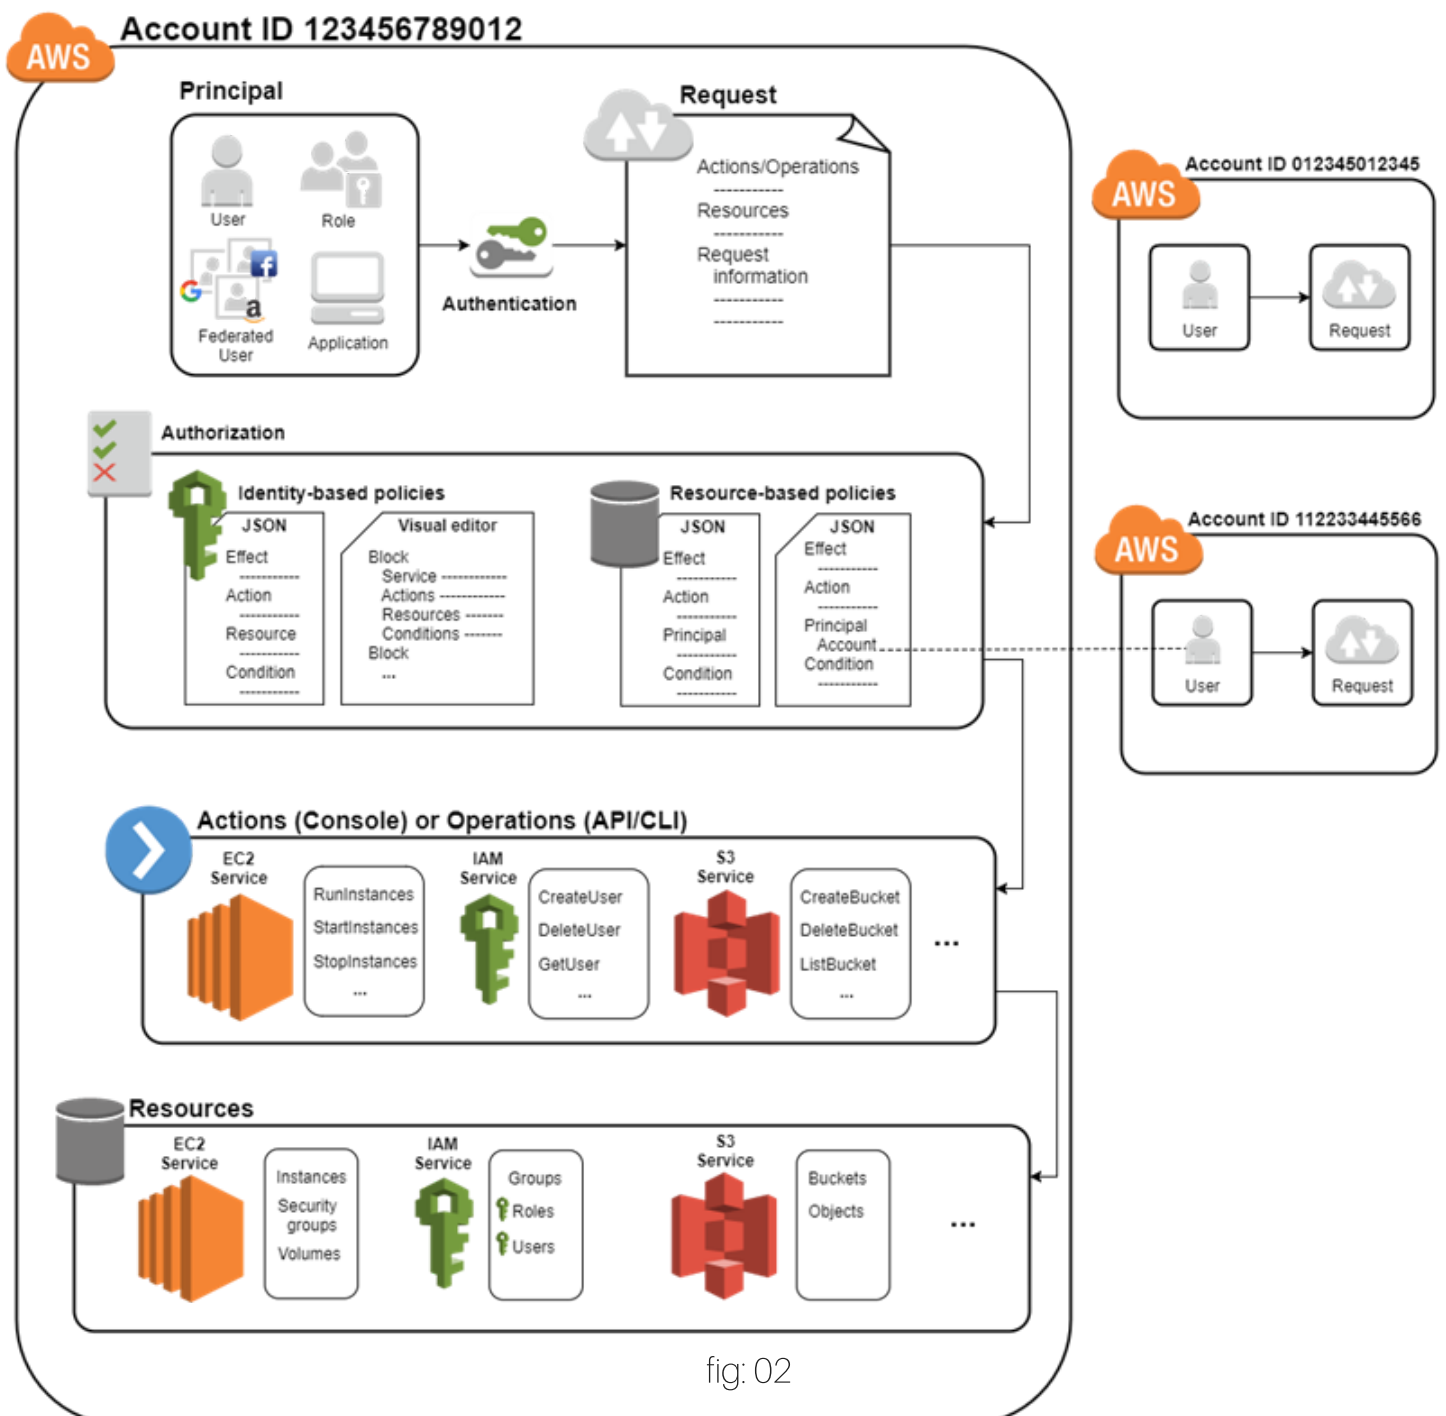 AWS
Account ID 123456789012
Principal
User
Role
Federated
User
Application
G
f
a
Authentication
Request
Actions/Operations
-----------
Resources
-----------
Request
information
-----------
-----------
AWS
Account ID 012345012345
User
Request
Authorization
Identity-based policies
JSON
Effect
-----------
Action
-----------
Resource
-----------
Condition
-----------
Visual editor
Block
Service ------------
Actions ------------
Resources -------
Conditions -------
Block
...
Resource-based policies
JSON
Effect
-----------
Action
-----------
Principal
-----------
Condition
-----------
JSON
Effect
-----------
Action
-----------
Principal
Account
Condition
-----------
AWS
Account ID 112233445566
User
Request
Actions (Console) or Operations (API/CLI)
EC2
Service
RunInstances
StartInstances
StopInstances
...
IAM
Service
CreateUser
DeleteUser
GetUser
...
S3
Service
CreateBucket
DeleteBucket
ListBucket
...
...
Resources
EC2
Service
Instances
Security
groups
Volumes
IAM
Service
Groups
Roles
Users
S3
Service
Buckets
Objects
...
fig: 02